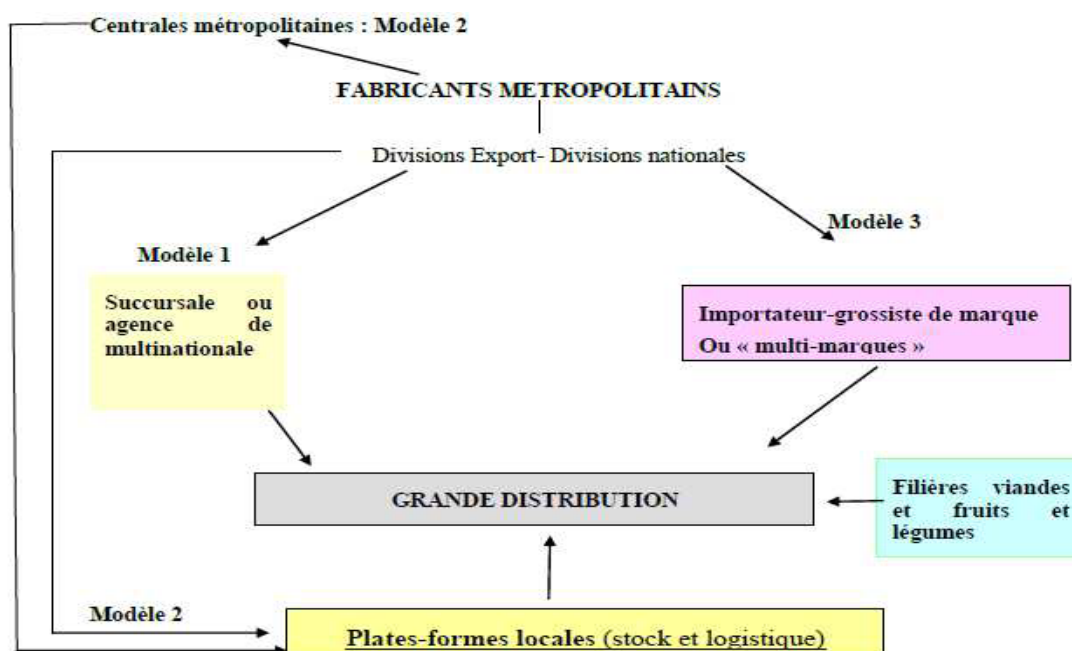 Centrales métropolitaines : Modèle 2
FABRICANTS METROPOLITAINS
Divisions Export- Divisions nationales
Modèle 3
Modèle 1
Succursale ou
agence de
multinationale
Importateur-grossiste de marque
Ou « multi-marques »
GRANDE DISTRIBUTION
Filières viandes
et fruits et
légumes
Modèle 2
Plates-formes locales (stock et logistique)